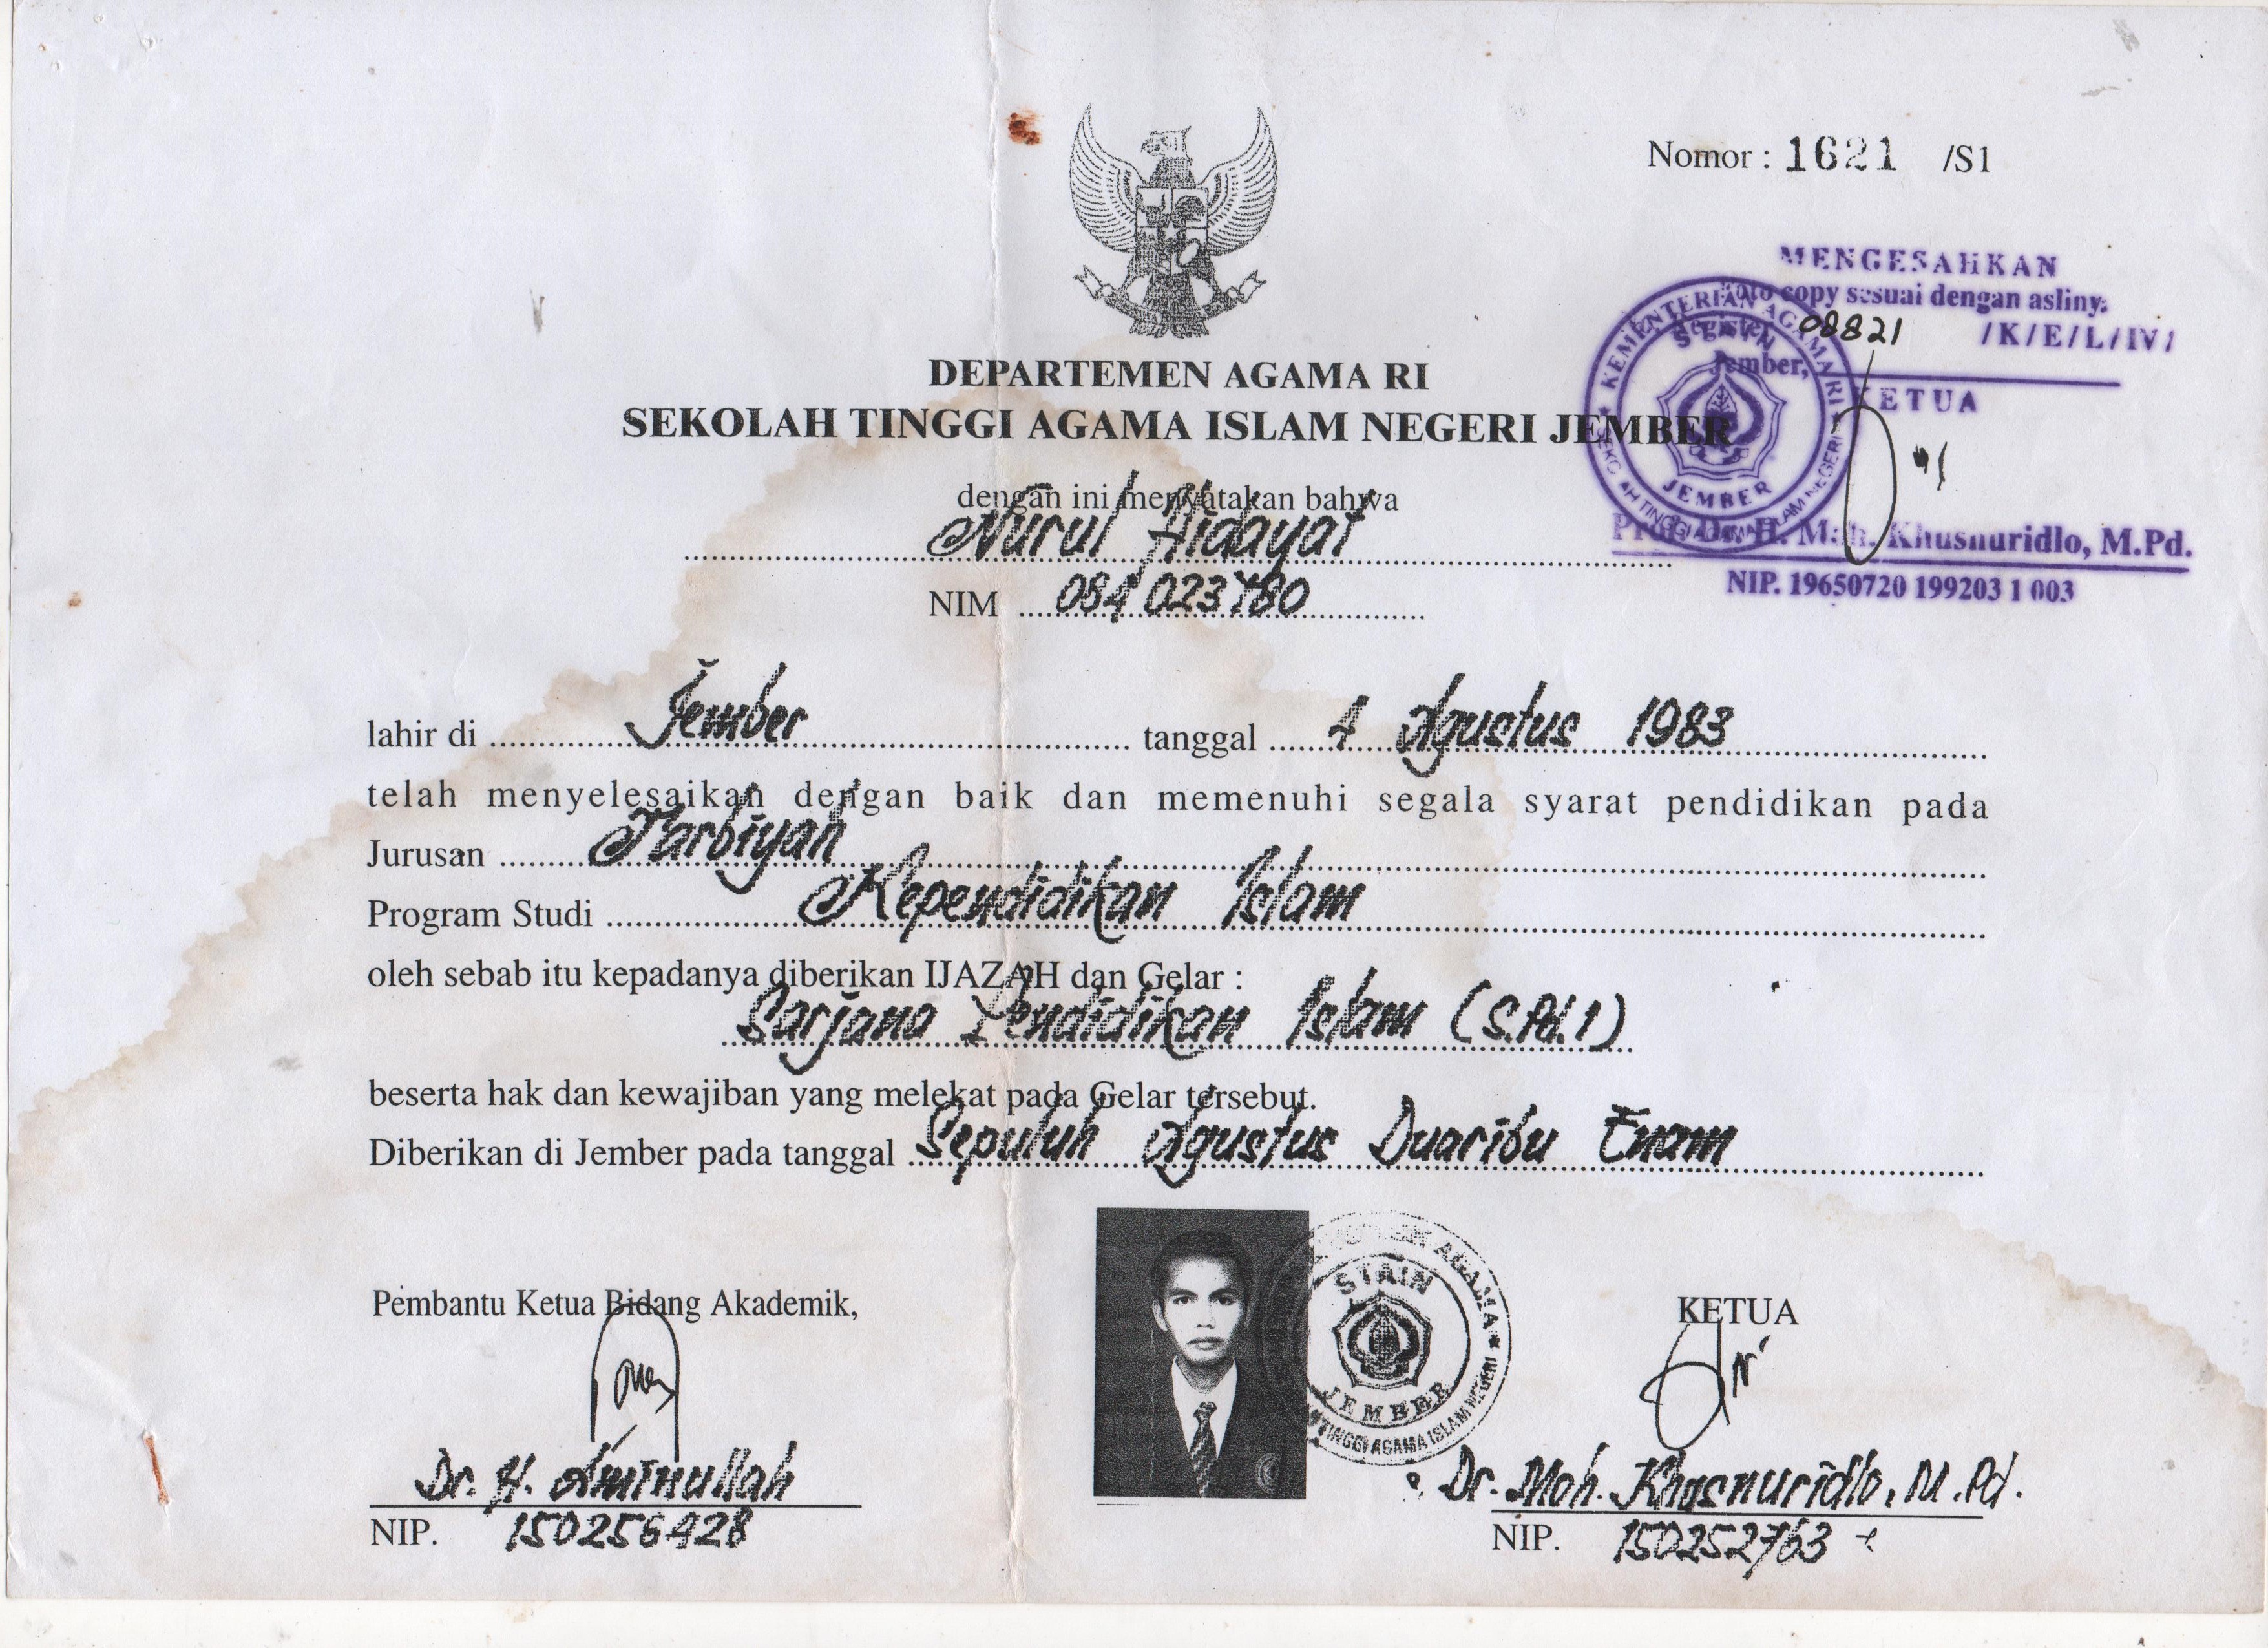 Nomor : 1621 /S1
MENGESAHKAN
Foto copy sesuai dengan asliny.
Register 08821 /K/E/L/IV/
Jember,
KETUA
KEMENTERIAN AGAMA RI
STAIN
JEMBER
SEKOLAH TINGGI AGAMA ISLAM NEGERI
Prof. Dr. H. Moh. Khusnuridlo, M.Pd.
NIP. 19650720 199203 1 003
DEPARTEMEN AGAMA RI
SEKOLAH TINGGI AGAMA ISLAM NEGERI JEMBER
dengan ini menyatakan bahwa
Nurul Hidayat
NIM 084 023 780
lahir di Jember tanggal 4 Agustus 1983
telah menyelesaikan dengan baik dan memenuhi segala syarat pendidikan pada
Jurusan Tarbiyah
Program Studi Kependidikan Islam
oleh sebab itu kepadanya diberikan IJAZAH dan Gelar :
Sarjana Pendidikan Islam (S.Pd.I)
beserta hak dan kewajiban yang melekat pada Gelar tersebut.
Diberikan di Jember pada tanggal Sepuluh Agustus Duaribu Enam
Pembantu Ketua Bidang Akademik,
KETUA
AGAMA
STAIN
JEMBER
TINGGI AGAMA ISLAM NEGERI
Dr. H. Aminullah
NIP. 150256428
Dr. Moh. Khusnuridlo, M.Pd.
NIP. 150252763